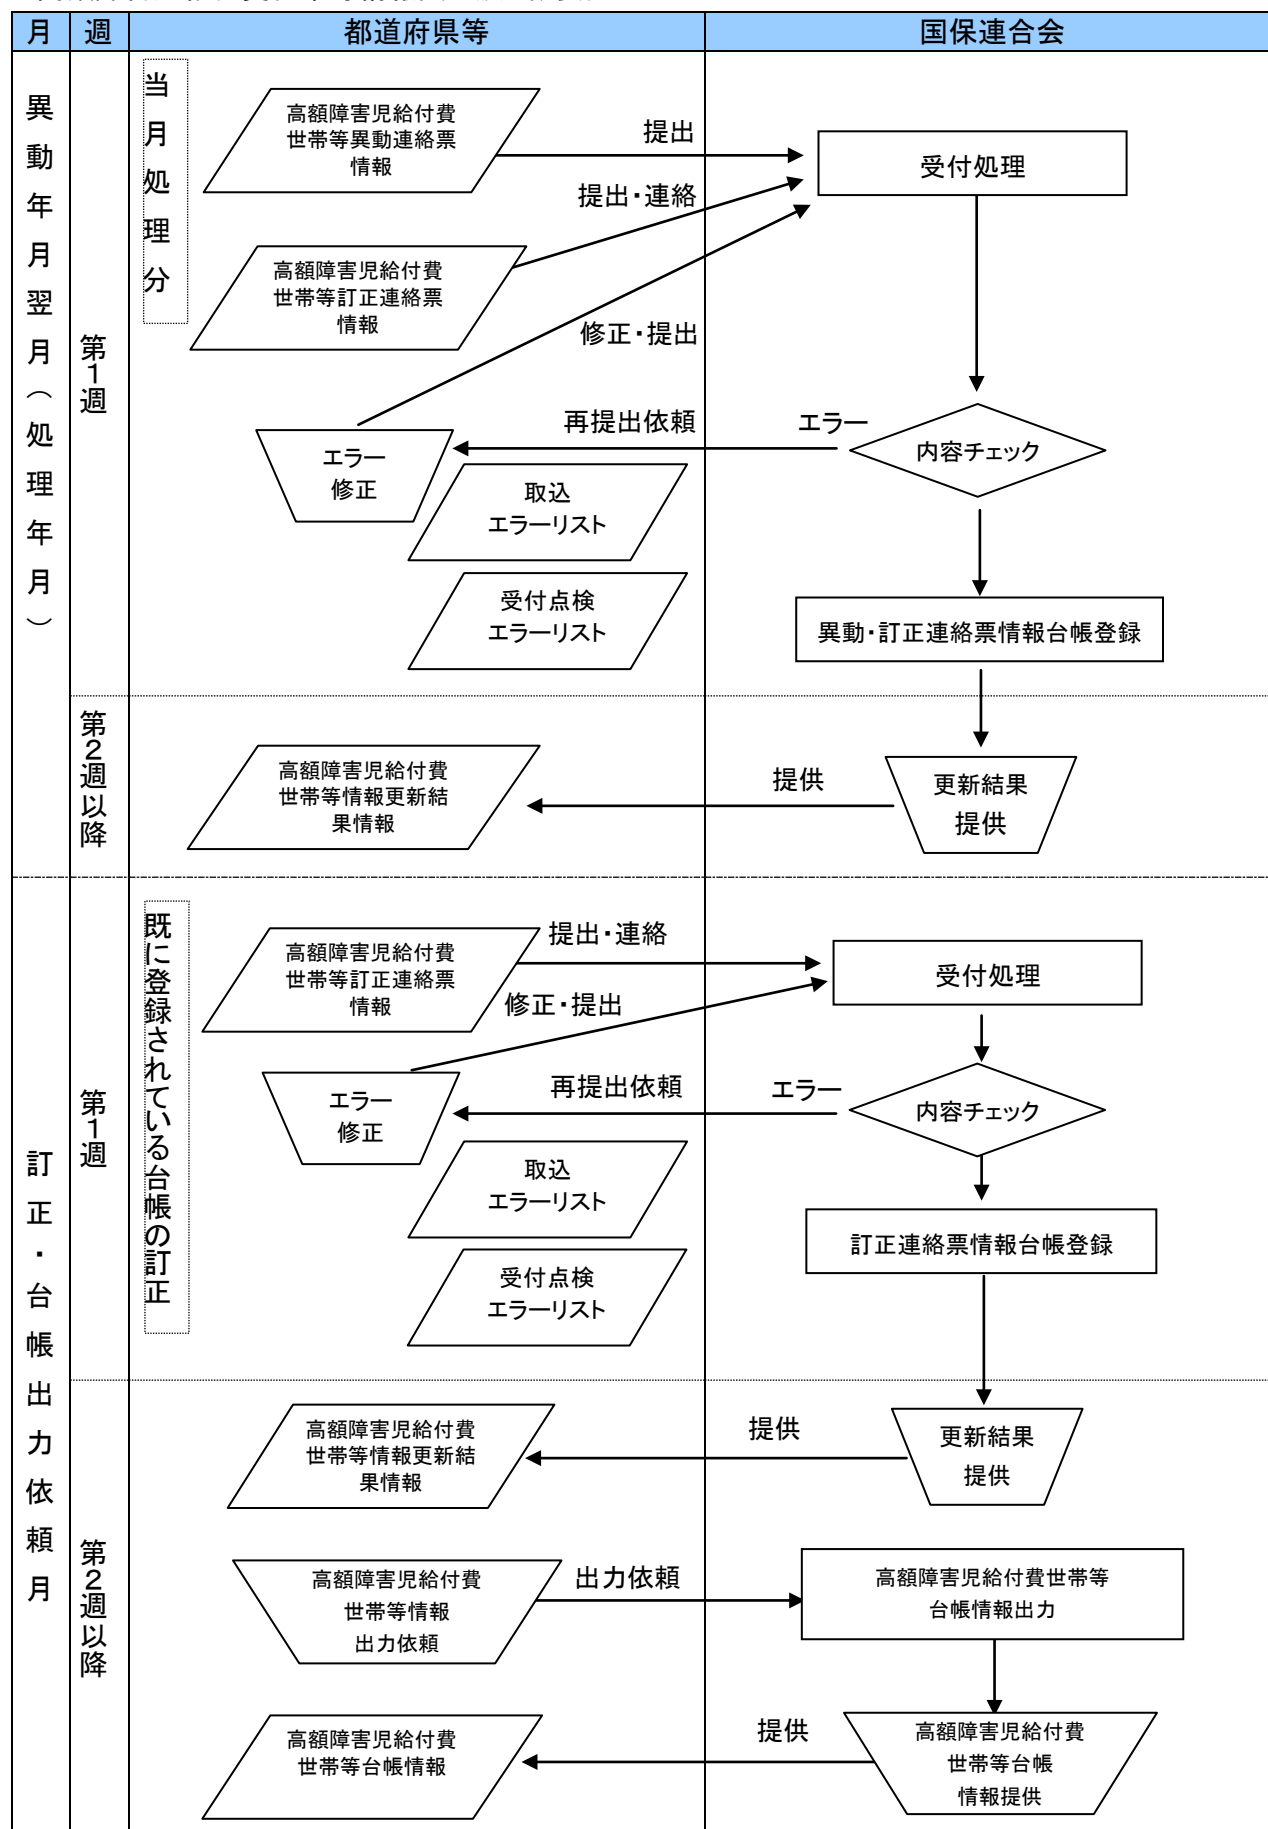 月 週 都道府県等 国保連合会
異動年月翌月（処理年月）
第1週
当月処理分
高額障害児給付費
世帯等異動連絡票
情報
提出
受付処理
提出・連絡
高額障害児給付費
世帯等訂正連絡票
情報
修正・提出
再提出依頼
エラー
内容チェック
エラー
修正
取込
エラーリスト
受付点検
エラーリスト
異動・訂正連絡票情報台帳登録
第2週以降
高額障害児給付費
世帯等情報更新結
果情報
提供
更新結果
提供
訂正・台帳出力依頼月
第1週
既に登録されている台帳の訂正
高額障害児給付費
世帯等訂正連絡票
情報
提出・連絡
受付処理
修正・提出
再提出依頼
エラー
内容チェック
エラー
修正
取込
エラーリスト
受付点検
エラーリスト
訂正連絡票情報台帳登録
第2週以降
高額障害児給付費
世帯等情報更新結
果情報
提供
更新結果
提供
高額障害児給付費
世帯等情報
出力依頼
出力依頼
高額障害児給付費世帯等
台帳情報出力
高額障害児給付費
世帯等台帳情報
提供
高額障害児給付費
世帯等台帳
情報提供